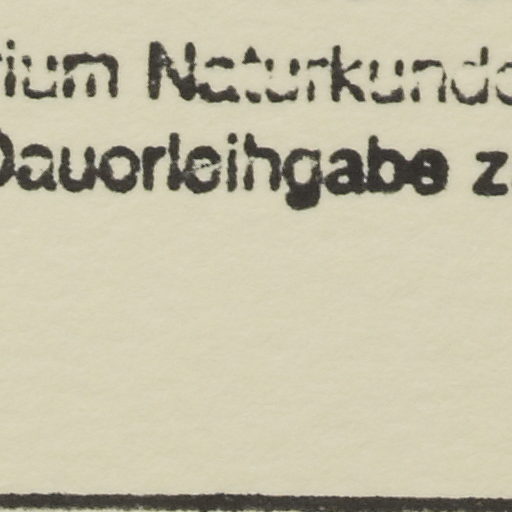 rium Naturkunde
Dauerleihgabe z